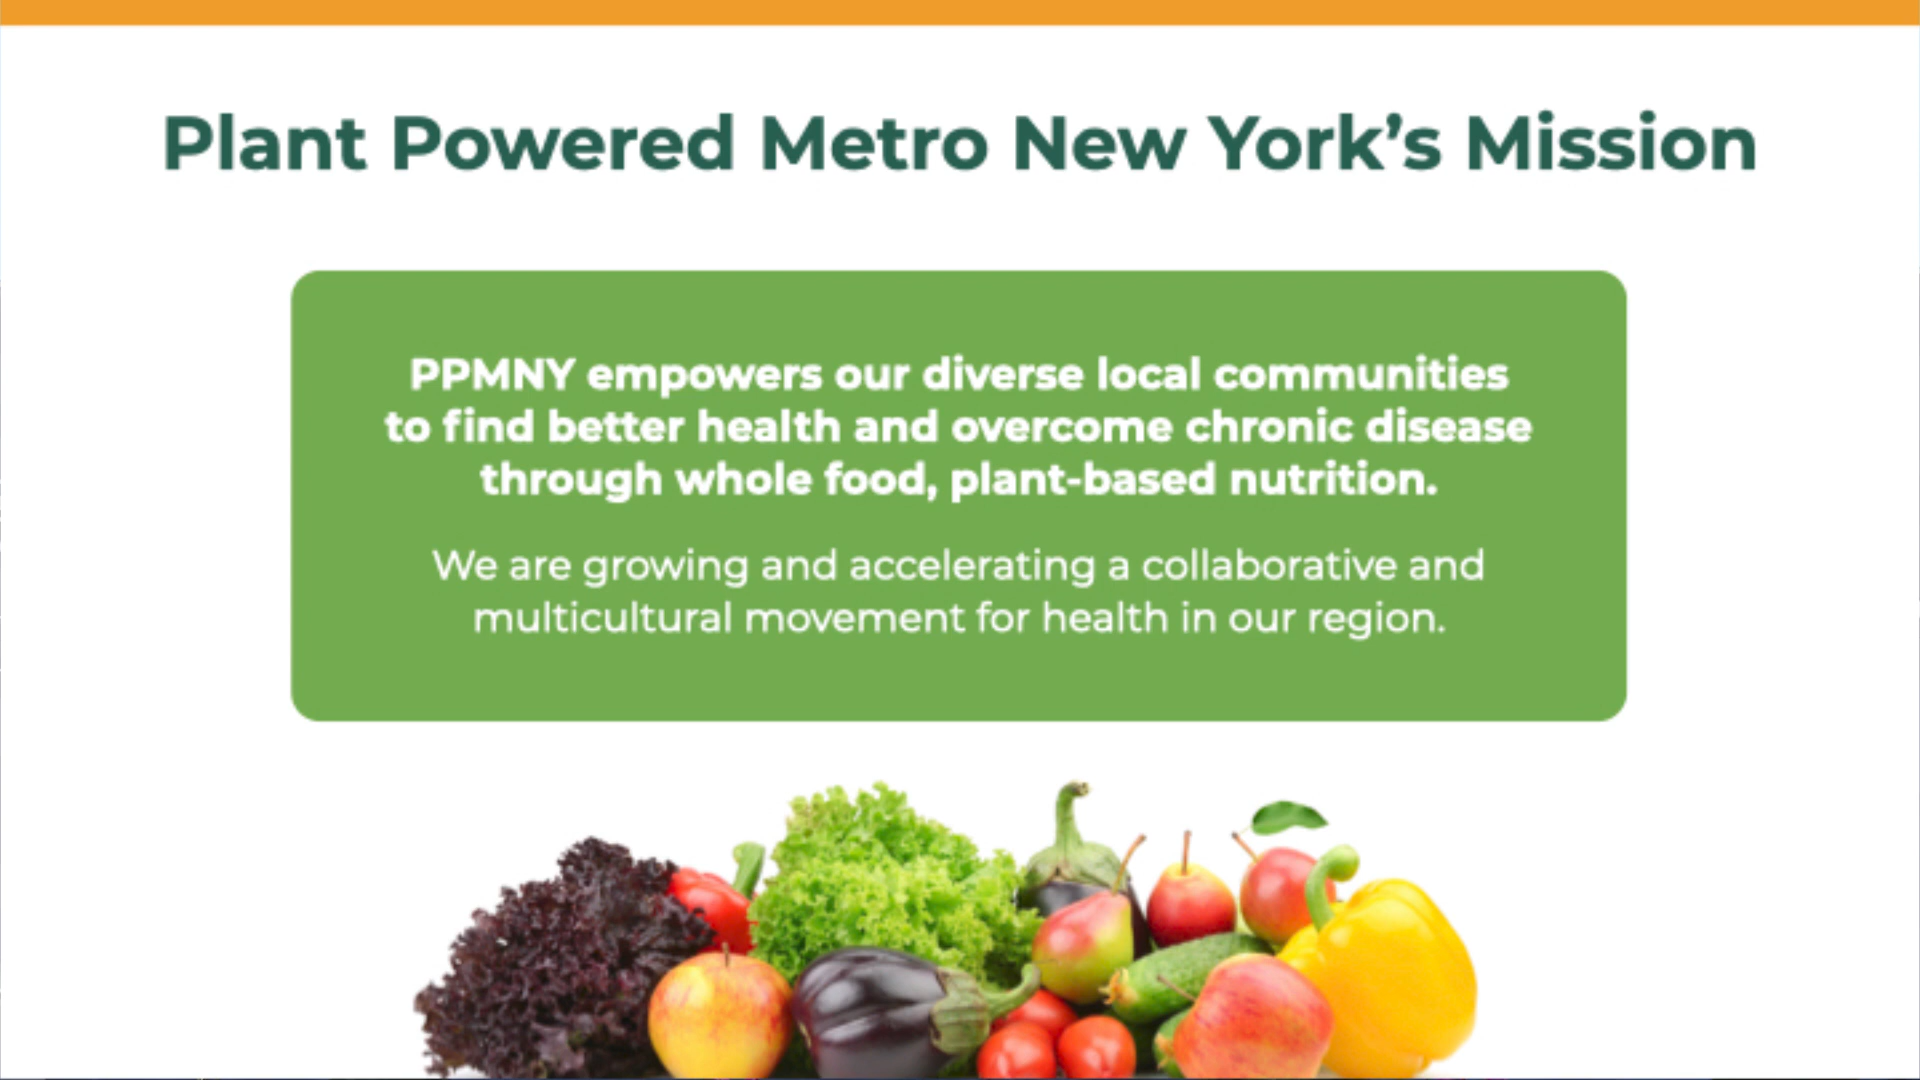 Plant Powered Metro New York’s Mission
PPMNY empowers our diverse local communities
to find better health and overcome chronic disease
through whole food, plant-based nutrition.
We are growing and accelerating a collaborative and
multicultural movement for health in our region.